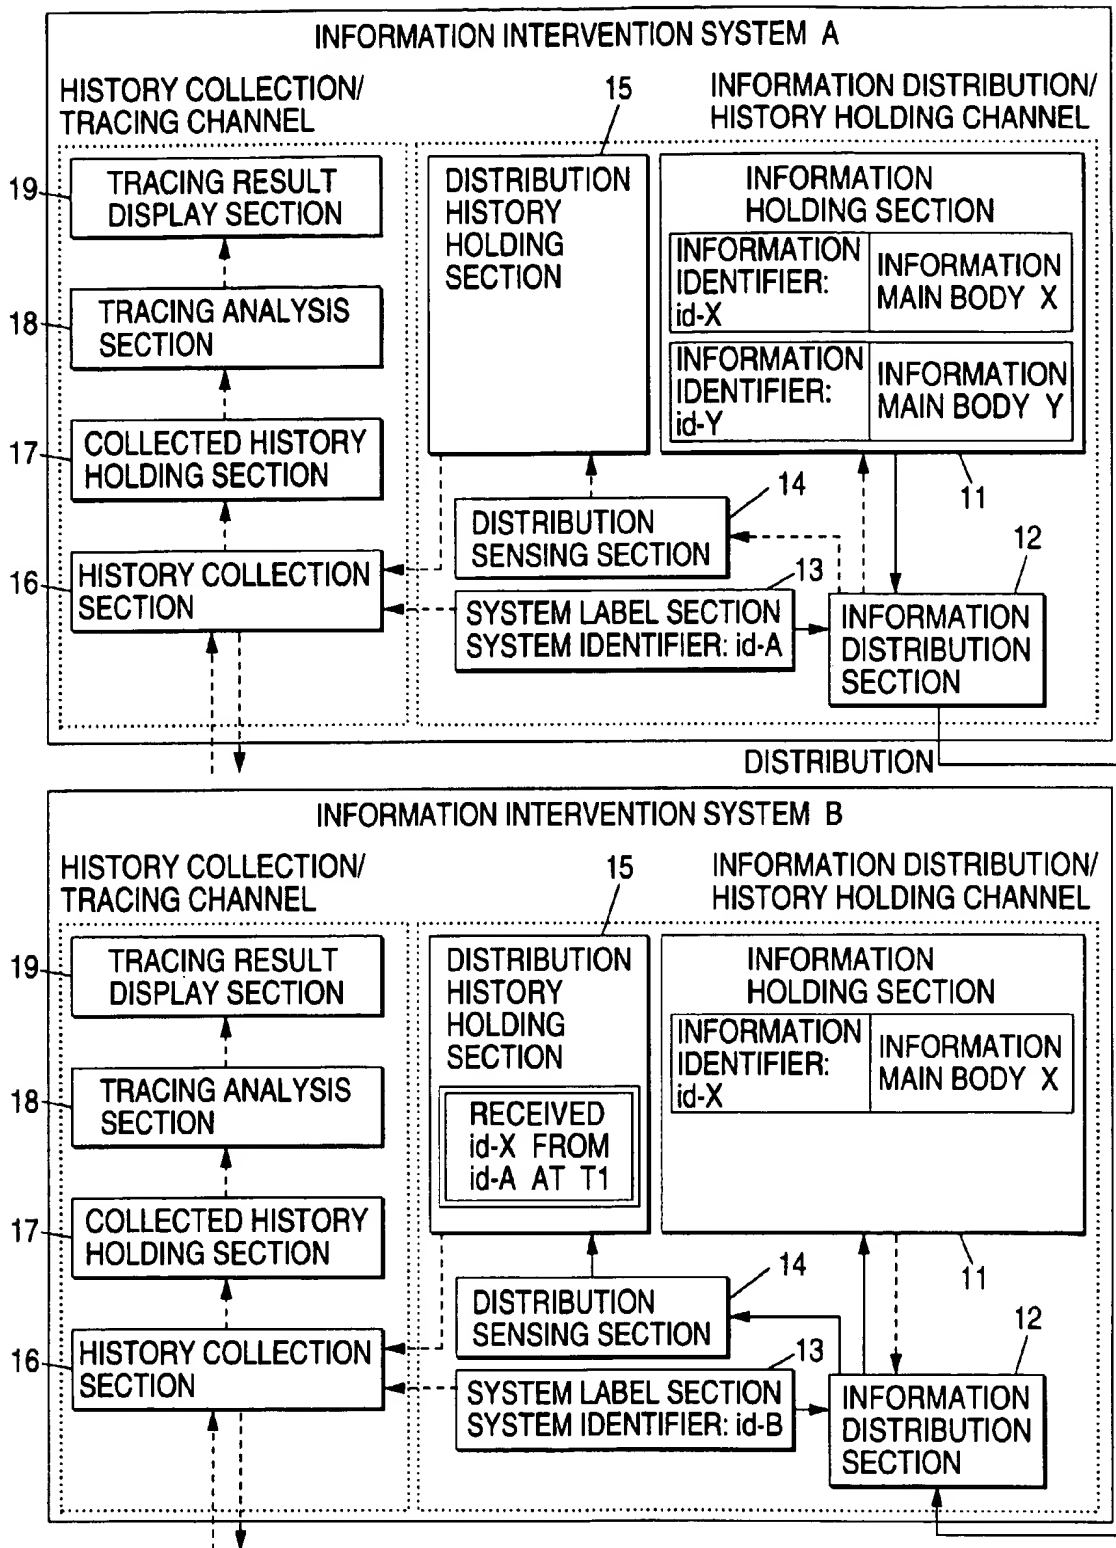 INFORMATION INTERVENTION SYSTEM A
HISTORY COLLECTION/
TRACING CHANNEL
15
INFORMATION DISTRIBUTION/
HISTORY HOLDING CHANNEL
19
TRACING RESULT
DISPLAY SECTION
18
TRACING ANALYSIS
SECTION
17
COLLECTED HISTORY
HOLDING SECTION
16
HISTORY COLLECTION
SECTION
DISTRIBUTION
HISTORY
HOLDING
SECTION
INFORMATION
HOLDING SECTION
INFORMATION
IDENTIFIER:
id-X
INFORMATION
MAIN BODY X
INFORMATION
IDENTIFIER:
id-Y
INFORMATION
MAIN BODY Y
11
14
DISTRIBUTION
SENSING SECTION
13
SYSTEM LABEL SECTION
SYSTEM IDENTIFIER: id-A
12
INFORMATION
DISTRIBUTION
SECTION
DISTRIBUTION
INFORMATION INTERVENTION SYSTEM B
HISTORY COLLECTION/
TRACING CHANNEL
15
INFORMATION DISTRIBUTION/
HISTORY HOLDING CHANNEL
19
TRACING RESULT
DISPLAY SECTION
18
TRACING ANALYSIS
SECTION
17
COLLECTED HISTORY
HOLDING SECTION
16
HISTORY COLLECTION
SECTION
DISTRIBUTION
HISTORY
HOLDING
SECTION
RECEIVED
id-X FROM
id-A AT T1
INFORMATION
HOLDING SECTION
INFORMATION
IDENTIFIER:
id-X
INFORMATION
MAIN BODY X
11
14
DISTRIBUTION
SENSING SECTION
13
SYSTEM LABEL SECTION
SYSTEM IDENTIFIER: id-B
12
INFORMATION
DISTRIBUTION
SECTION